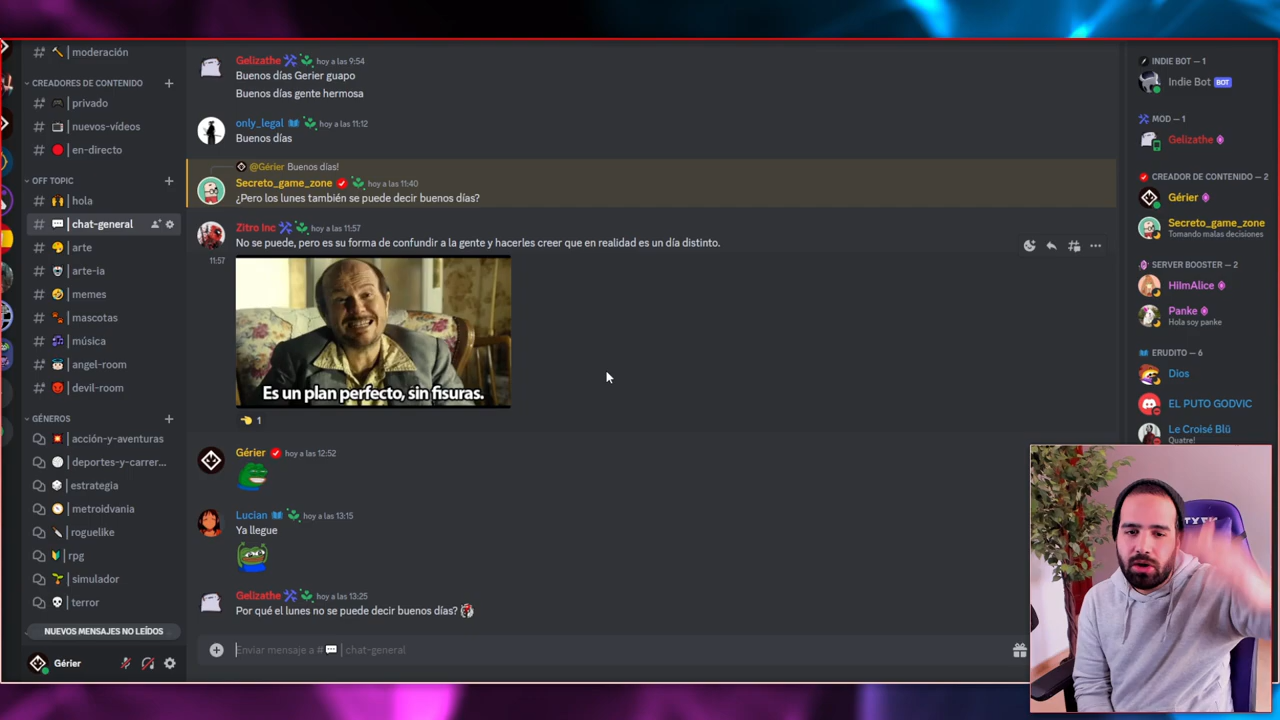 moderación
CREADORES DE CONTENIDO
privado
nuevos-vídeos
en-directo
OFF TOPIC
hola
chat-general
arte
arte-ia
memes
mascotas
música
angel-room
devil-room
GÉNEROS
acción-y-aventuras
deportes-y-carrer...
estrategia
metroidvania
roguelike
rpg
simulador
terror
NUEVOS MENSAJES NO LEÍDOS
Gérier
Gelizathe hoy a las 9:54
Buenos días Gerier guapo
Buenos días gente hermosa
only_legal hoy a las 11:12
Buenos días
@Gérier Buenos días!
Secreto_game_zone hoy a las 11:40
¿Pero los lunes también se puede decir buenos días?
Zitro Inc hoy a las 11:57
No se puede, pero es su forma de confundir a la gente y hacerles creer que en realidad es un día distinto.
11:57
Es un plan perfecto, sin fisuras.
1
Gérier hoy a las 12:52
Lucian hoy a las 13:15
Ya llegue
Gelizathe hoy a las 13:25
Por qué el lunes no se puede decir buenos días?
Enviar mensaje a # | chat-general
INDIE BOT — 1
Indie Bot BOT
MOD — 1
Gelizathe
CREADOR DE CONTENIDO — 2
Gérier
Secreto_game_zone
Tomando malas decisiones
SERVER BOOSTER — 2
HiImAlice
Panke
Hola soy panke
ERUDITO — 6
Dios
EL PUTO GODVIC
Le Croisé Blü
Quatre!